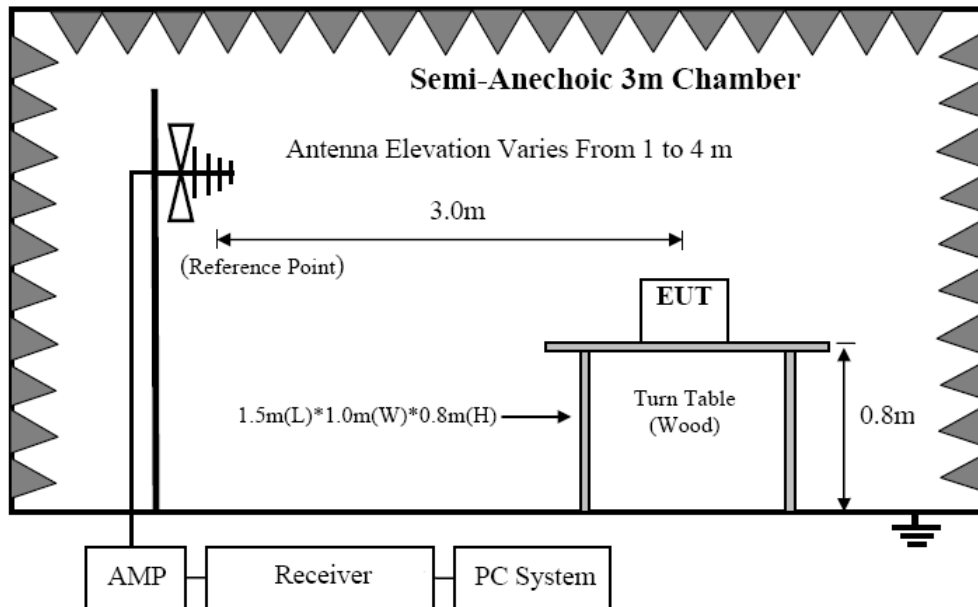 Semi-Anechoic 3m Chamber
Antenna Elevation Varies From 1 to 4 m
3.0m
(Reference Point)
EUT
1.5m(L)*1.0m(W)*0.8m(H)
Turn Table
(Wood)
0.8m
AMP
Receiver
PC System